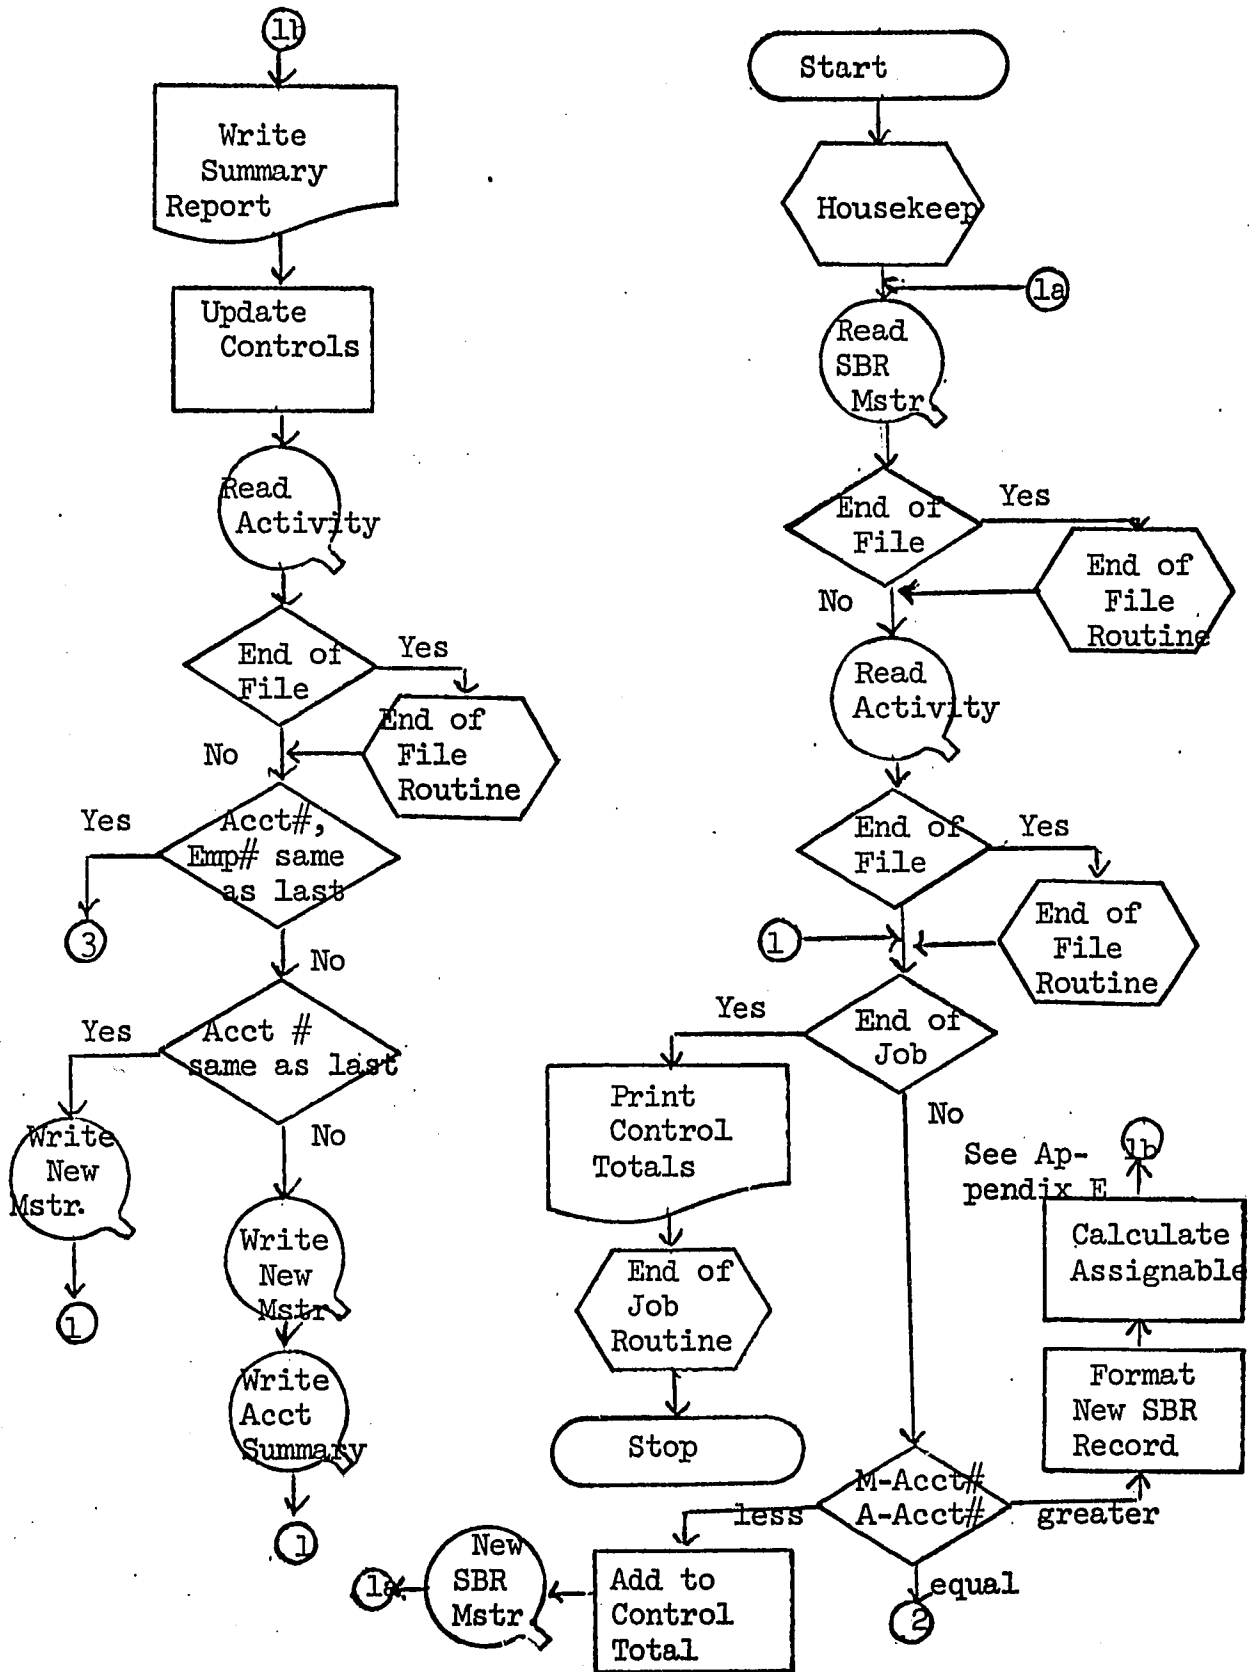 1b
Write
Summary
Report
Update
Controls
Read
Activity
End of
File
Yes
No
End of
File
Routine
Acct#,
Emp# same
as last
Yes
3
No
Acct #
same as last
Yes
Write
New
Mstr.
1
No
Write
New
Mstr
Write
Acct
Summary
1
Start
Housekeep
1a
Read
SBR
Mstr.
End of
File
Yes
No
End of
File
Routine
Read
Activity
End of
File
Yes
End of
File
Routine
1
End of
Job
Yes
Print
Control
Totals
End of
Job
Routine
Stop
No
M-Acct#
A-Acct#
less
Add to
Control
Total
New
SBR
Mstr.
1a
equal
2
greater
Format
New SBR
Record
Calculate
Assignable
See Ap-
pendix E
1b